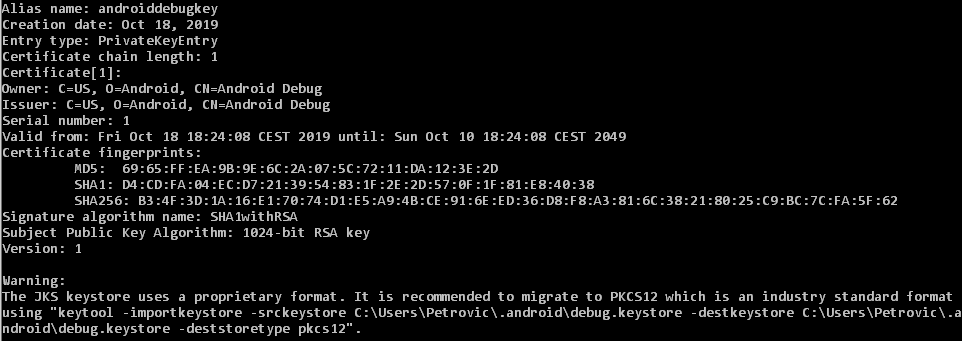 Alias name: androiddebugkey
Creation date: Oct 18, 2019
Entry type: PrivateKeyEntry
Certificate chain length: 1
Certificate[1]:
Owner: C=US, O=Android, CN=Android Debug
Issuer: C=US, O=Android, CN=Android Debug
Serial number: 1
Valid from: Fri Oct 18 18:24:08 CEST 2019 until: Sun Oct 10 18:24:08 CEST 2049
Certificate fingerprints:
MD5:  69:65:FF:EA:9B:9E:6C:2A:07:5C:72:11:DA:12:3E:2D
SHA1: D4:CD:FA:04:EC:D7:21:39:54:83:1F:2E:2D:57:0F:1F:81:E8:40:38
SHA256: B3:4F:3D:1A:16:E1:70:74:D1:E5:A9:4B:CE:91:6E:ED:36:D8:F8:A3:81:6C:38:21:80:25:C9:BC:7C:FA:5F:62
Signature algorithm name: SHA1withRSA
Subject Public Key Algorithm: 1024-bit RSA key
Version: 1
Warning:
The JKS keystore uses a proprietary format. It is recommended to migrate to PKCS12 which is an industry standard format
using "keytool -importkeystore -srckeystore C:\Users\Petrovic\.android\debug.keystore -destkeystore C:\Users\Petrovic\.a
ndroid\debug.keystore -deststoretype pkcs12".